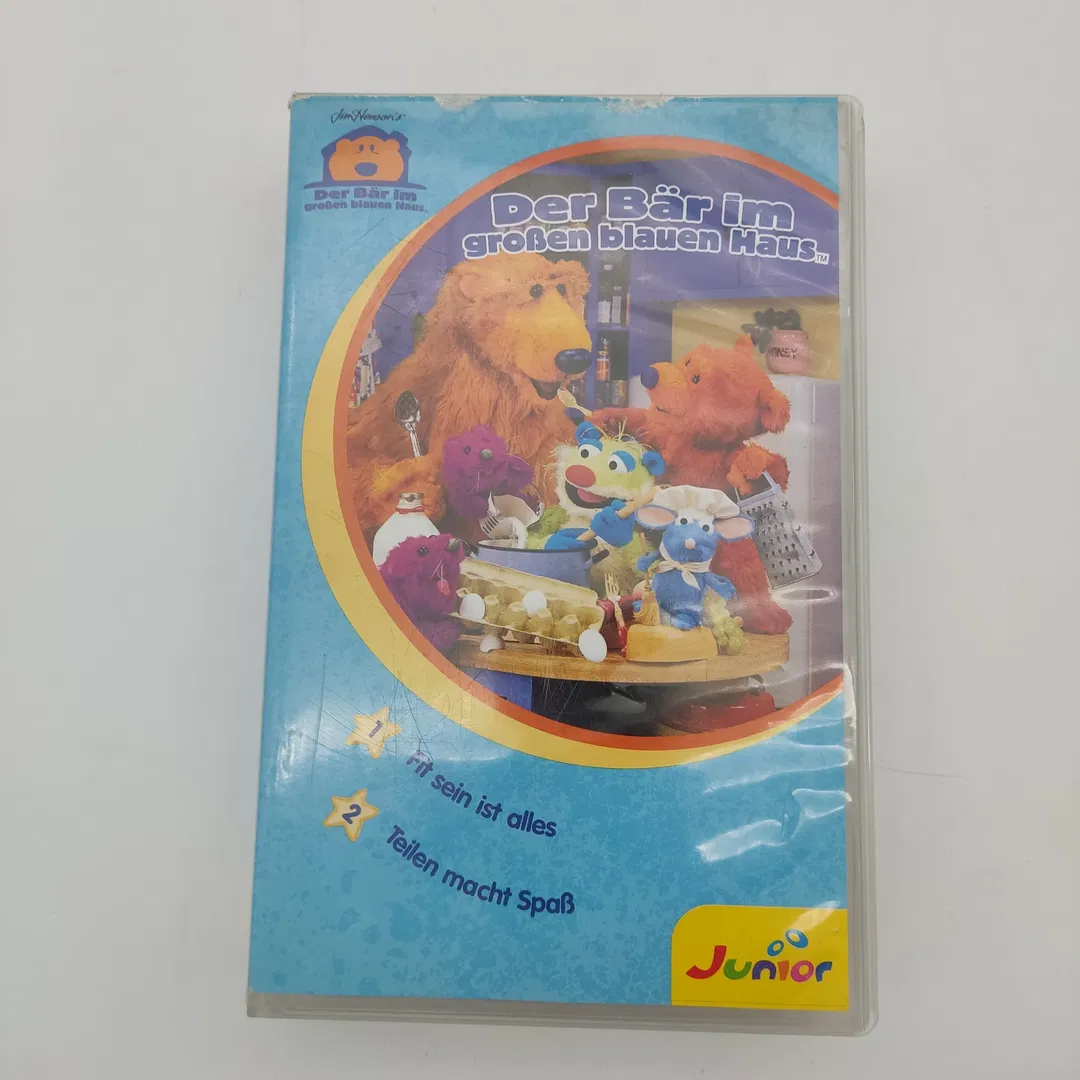 Jim Henson's
Der Bär im
großen blauen Haus™
Der Bär im
großen blauen Haus™
HONEY
1 Fit sein ist alles
2 Teilen macht Spaß
Junior